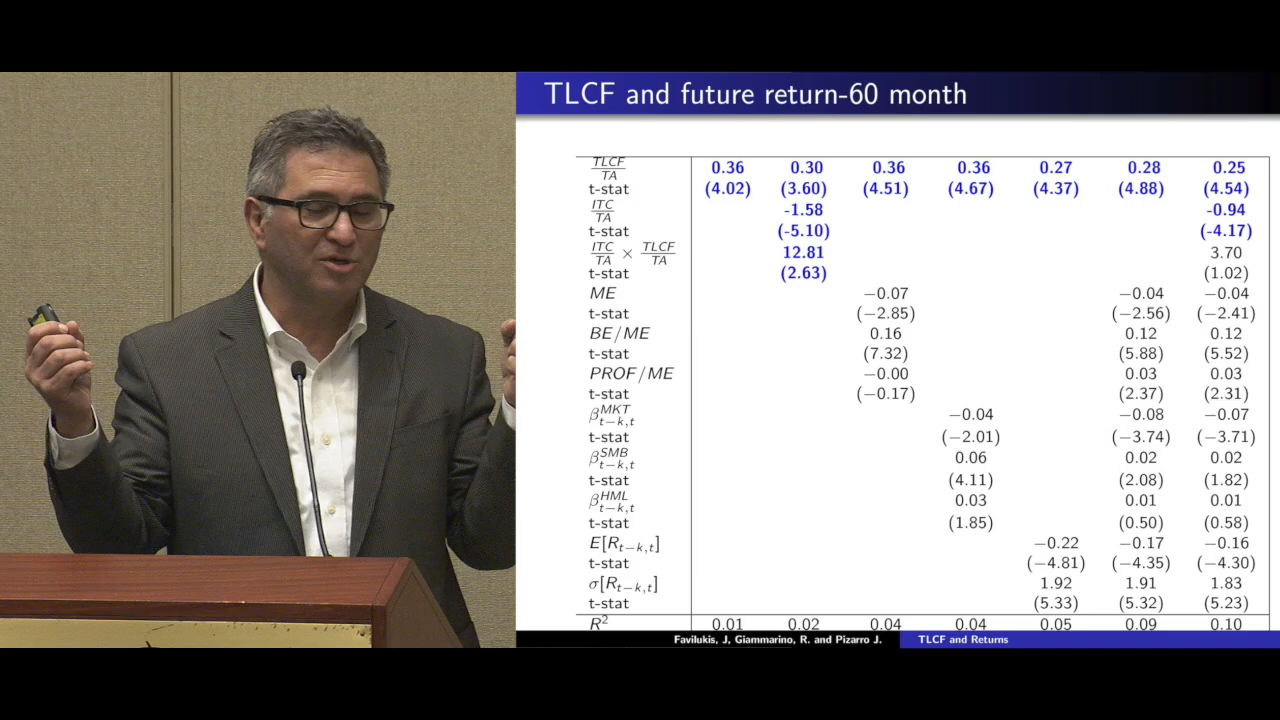 TLCF and future return-60 month
TLCF/TA 0.36 0.30 0.36 0.36 0.27 0.28 0.25
t-stat (4.02) (3.60) (4.51) (4.67) (4.37) (4.88) (4.54)
ITC/TA -1.58 -0.94
t-stat (-5.10) (-4.17)
ITC/TA × TLCF/TA 12.81 3.70
t-stat (2.63) (1.02)
ME −0.07 −0.04 −0.04
t-stat (−2.85) (−2.56) (−2.41)
BE/ME 0.16 0.12 0.12
t-stat (7.32) (5.88) (5.52)
PROF/ME −0.00 0.03 0.03
t-stat (−0.17) (2.37) (2.31)
β^MKT_t−k,t −0.04 −0.08 −0.07
t-stat (−2.01) (−3.74) (−3.71)
β^SMB_t−k,t 0.06 0.02 0.02
t-stat (4.11) (2.08) (1.82)
β^HML_t−k,t 0.03 0.01 0.01
t-stat (1.85) (0.50) (0.58)
E[R_t−k,t] −0.22 −0.17 −0.16
t-stat (−4.81) (−4.35) (−4.30)
σ[R_t−k,t] 1.92 1.91 1.83
t-stat (5.33) (5.32) (5.23)
R² 0.01 0.02 0.04 0.04 0.05 0.09 0.10
Favilukis, J, Giammarino, R. and Pizarro J. TLCF and Returns